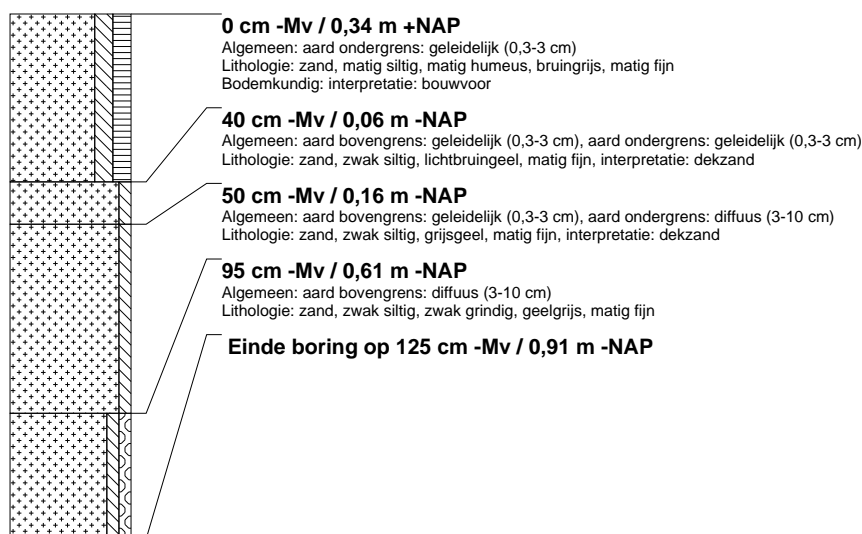 0 cm -Mv / 0,34 m +NAP
Algemeen: aard ondergrens: geleidelijk (0,3-3 cm)
Lithologie: zand, matig siltig, matig humeus, bruingrijs, matig fijn
Bodemkundig: interpretatie: bouwvoor
40 cm -Mv / 0,06 m -NAP
Algemeen: aard bovengrens: geleidelijk (0,3-3 cm), aard ondergrens: geleidelijk (0,3-3 cm)
Lithologie: zand, zwak siltig, lichtbruingeel, matig fijn, interpretatie: dekzand
50 cm -Mv / 0,16 m -NAP
Algemeen: aard bovengrens: geleidelijk (0,3-3 cm), aard ondergrens: diffuus (3-10 cm)
Lithologie: zand, zwak siltig, grijsgeel, matig fijn, interpretatie: dekzand
95 cm -Mv / 0,61 m -NAP
Algemeen: aard bovengrens: diffuus (3-10 cm)
Lithologie: zand, zwak siltig, zwak grindig, geelgrijs, matig fijn
Einde boring op 125 cm -Mv / 0,91 m -NAP